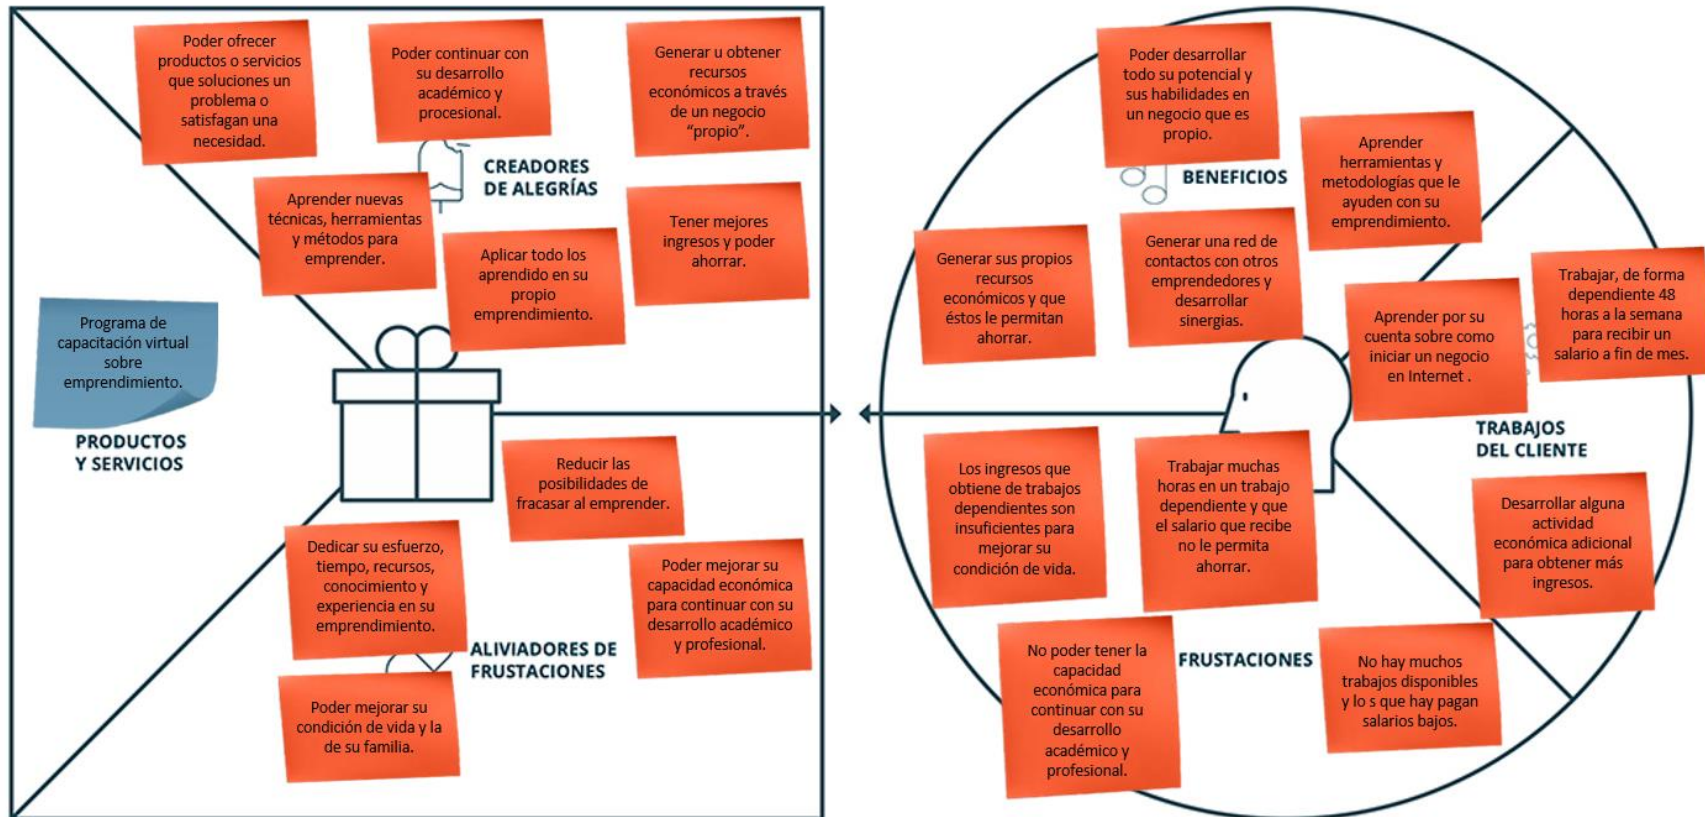 Poder ofrecer
productos o servicios
que soluciones un
problema o
satisfagan una
necesidad.
Poder continuar con
su desarrollo
académico y
procesional.
Generar u obtener
recursos
económicos a través
de un negocio
“propio”.
CREADORES
DE ALEGRÍAS
Aprender nuevas
técnicas, herramientas
y métodos para
emprender.
Aplicar todo los
aprendido en su
propio
emprendimiento.
Tener mejores
ingresos y poder
ahorrar.
Programa de
capacitación virtual
sobre
emprendimiento.
PRODUCTOS
Y SERVICIOS
Reducir las
posibilidades de
fracasar al emprender.
Dedicar su esfuerzo,
tiempo, recursos,
conocimiento y
experiencia en su
emprendimiento.
Poder mejorar su
capacidad económica
para continuar con su
desarrollo académico
y profesional.
ALIVIADORES DE
FRUSTACIONES
Poder mejorar su
condición de vida y la
de su familia.
Poder desarrollar
todo su potencial y
sus habilidades en
un negocio que es
propio.
BENEFICIOS
Aprender
herramientas y
metodologías que le
ayuden con su
emprendimiento.
Generar sus propios
recursos
económicos y que
éstos le permitan
ahorrar.
Generar una red de
contactos con otros
emprendedores y
desarrollar
sinergias.
Aprender por su
cuenta sobre como
iniciar un negocio
en Internet .
Trabajar, de forma
dependiente 48
horas a la semana
para recibir un
salario a fin de mes.
TRABAJOS
DEL CLIENTE
Los ingresos que
obtiene de trabajos
dependientes son
insuficientes para
mejorar su
condición de vida.
Trabajar muchas
horas en un trabajo
dependiente y que
el salario que recibe
no le permita
ahorrar.
Desarrollar alguna
actividad
económica adicional
para obtener más
ingresos.
No poder tener la
capacidad
económica para
continuar con su
desarrollo
académico y
profesional.
FRUSTACIONES
No hay muchos
trabajos disponibles
y lo s que hay pagan
salarios bajos.